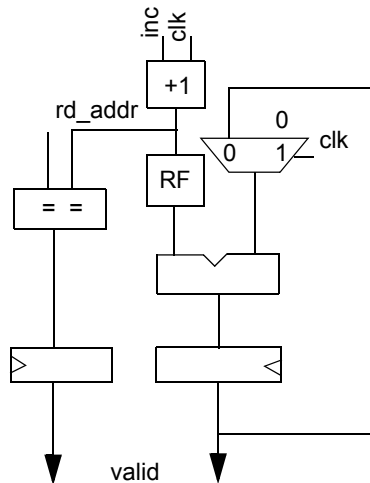 inc
clk
+1
rd_addr
0
clk
0 1
RF
= =
valid